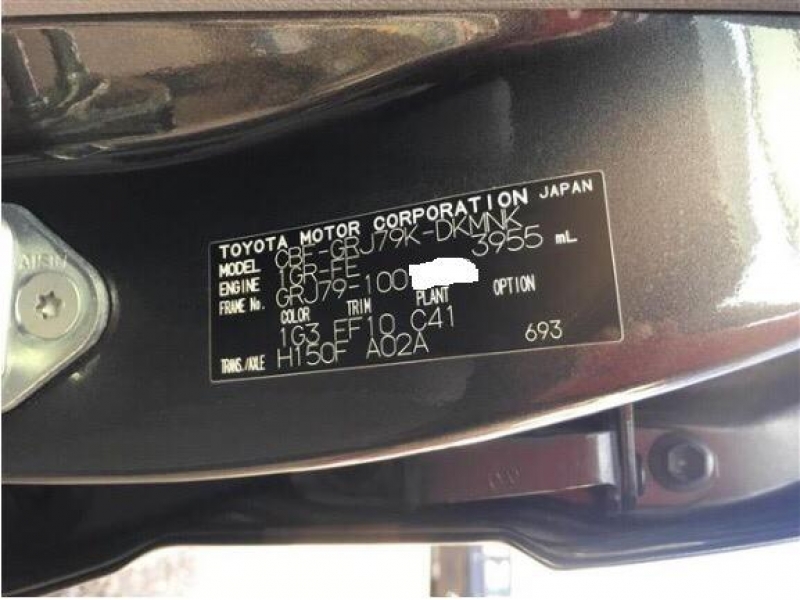 TOYOTA MOTOR CORPORATION JAPAN
MODEL CBF-GRJ79K-DKMNK
ENGINE 1GR-FE 3955 mL
FRAME No. GRJ79-100
COLOR TRIM PLANT OPTION
1G3 FF10 C41
TRANS./AXLE H150F A02A 693